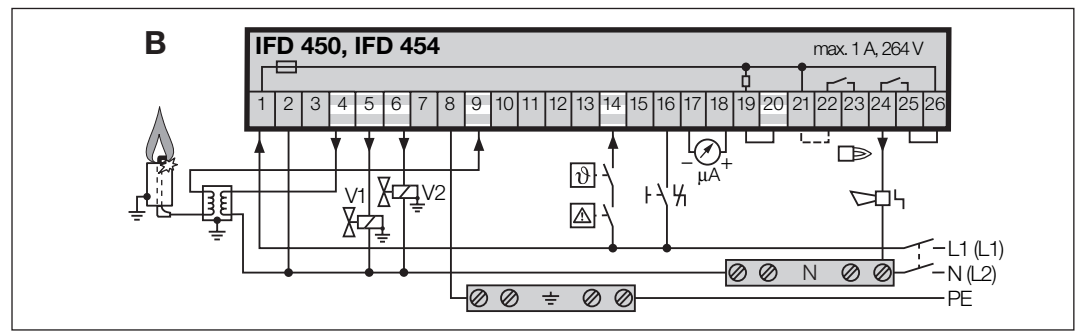 B
IFD 450, IFD 454
max. 1 A, 264 V
1 2 3 4 5 6 7 8 9 10 11 12 13 14 15 16 17 18 19 20 21 22 23 24 25 26
− +
μA
ϑ
V1
V2
L1 (L1)
N
N (L2)
PE